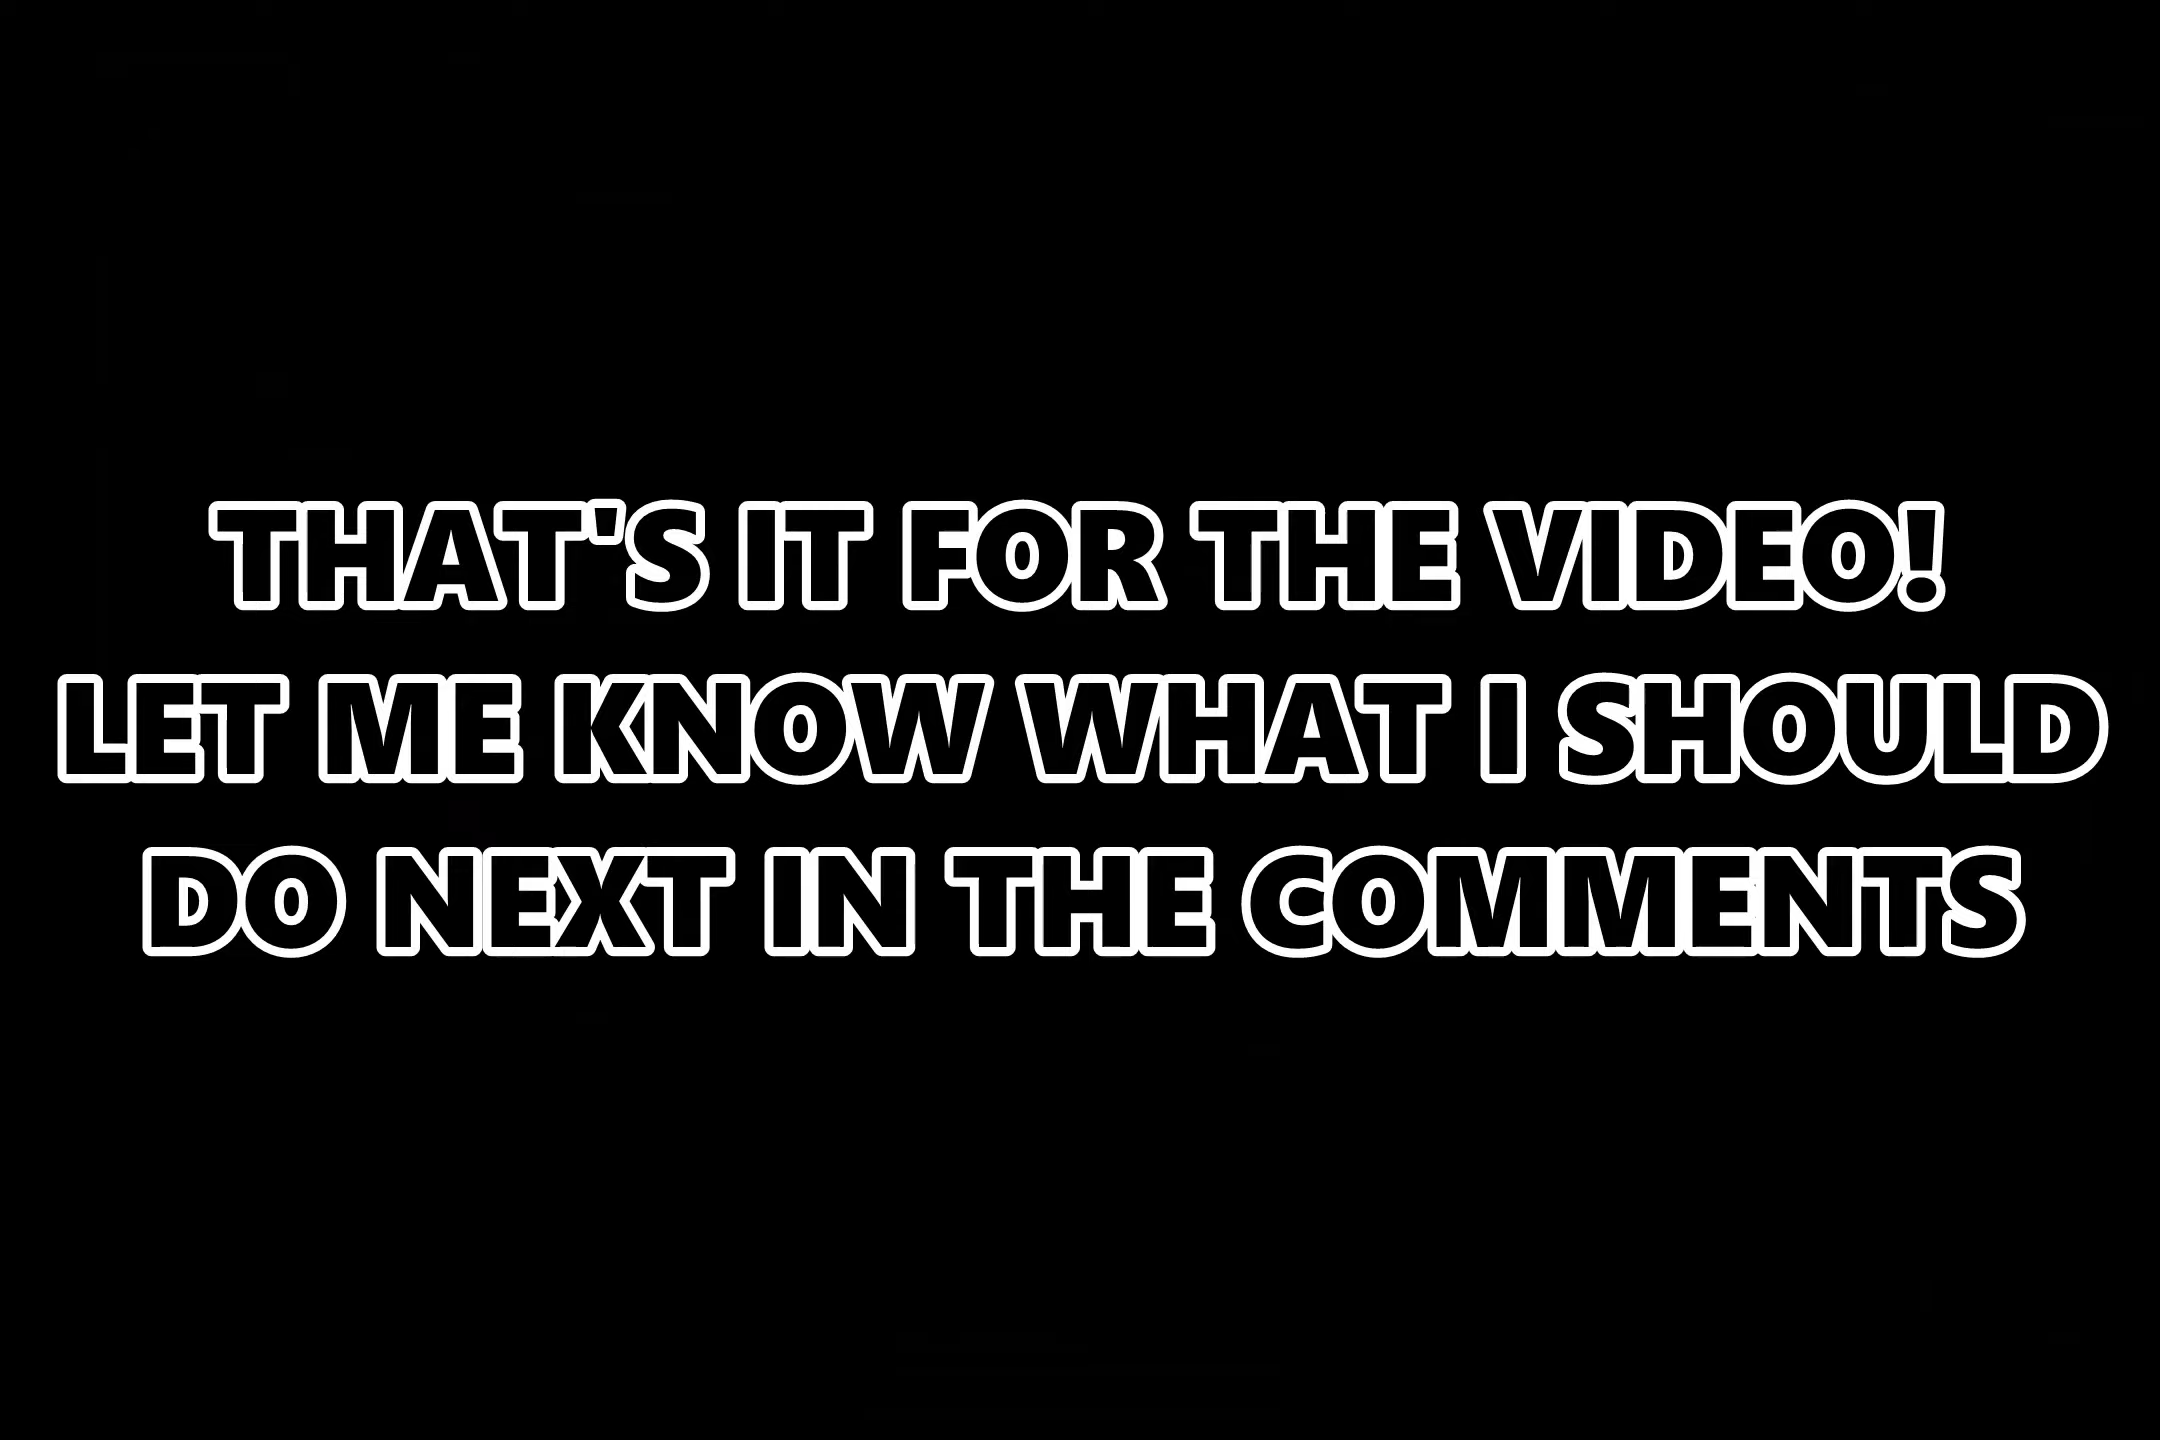 THAT'S IT FOR THE VIDEO!
LET ME KNOW WHAT I SHOULD
DO NEXT IN THE COMMENTS